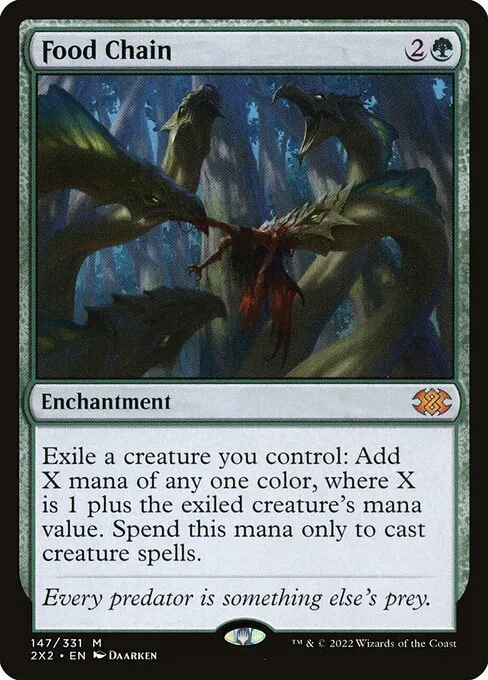 Food Chain 2
Enchantment
Exile a creature you control: Add
X mana of any one color, where X
is 1 plus the exiled creature's mana
value. Spend this mana only to cast
creature spells.
Every predator is something else's prey.
147/331 M
2X2 • EN Daarken
™ & © 2022 Wizards of the Coast